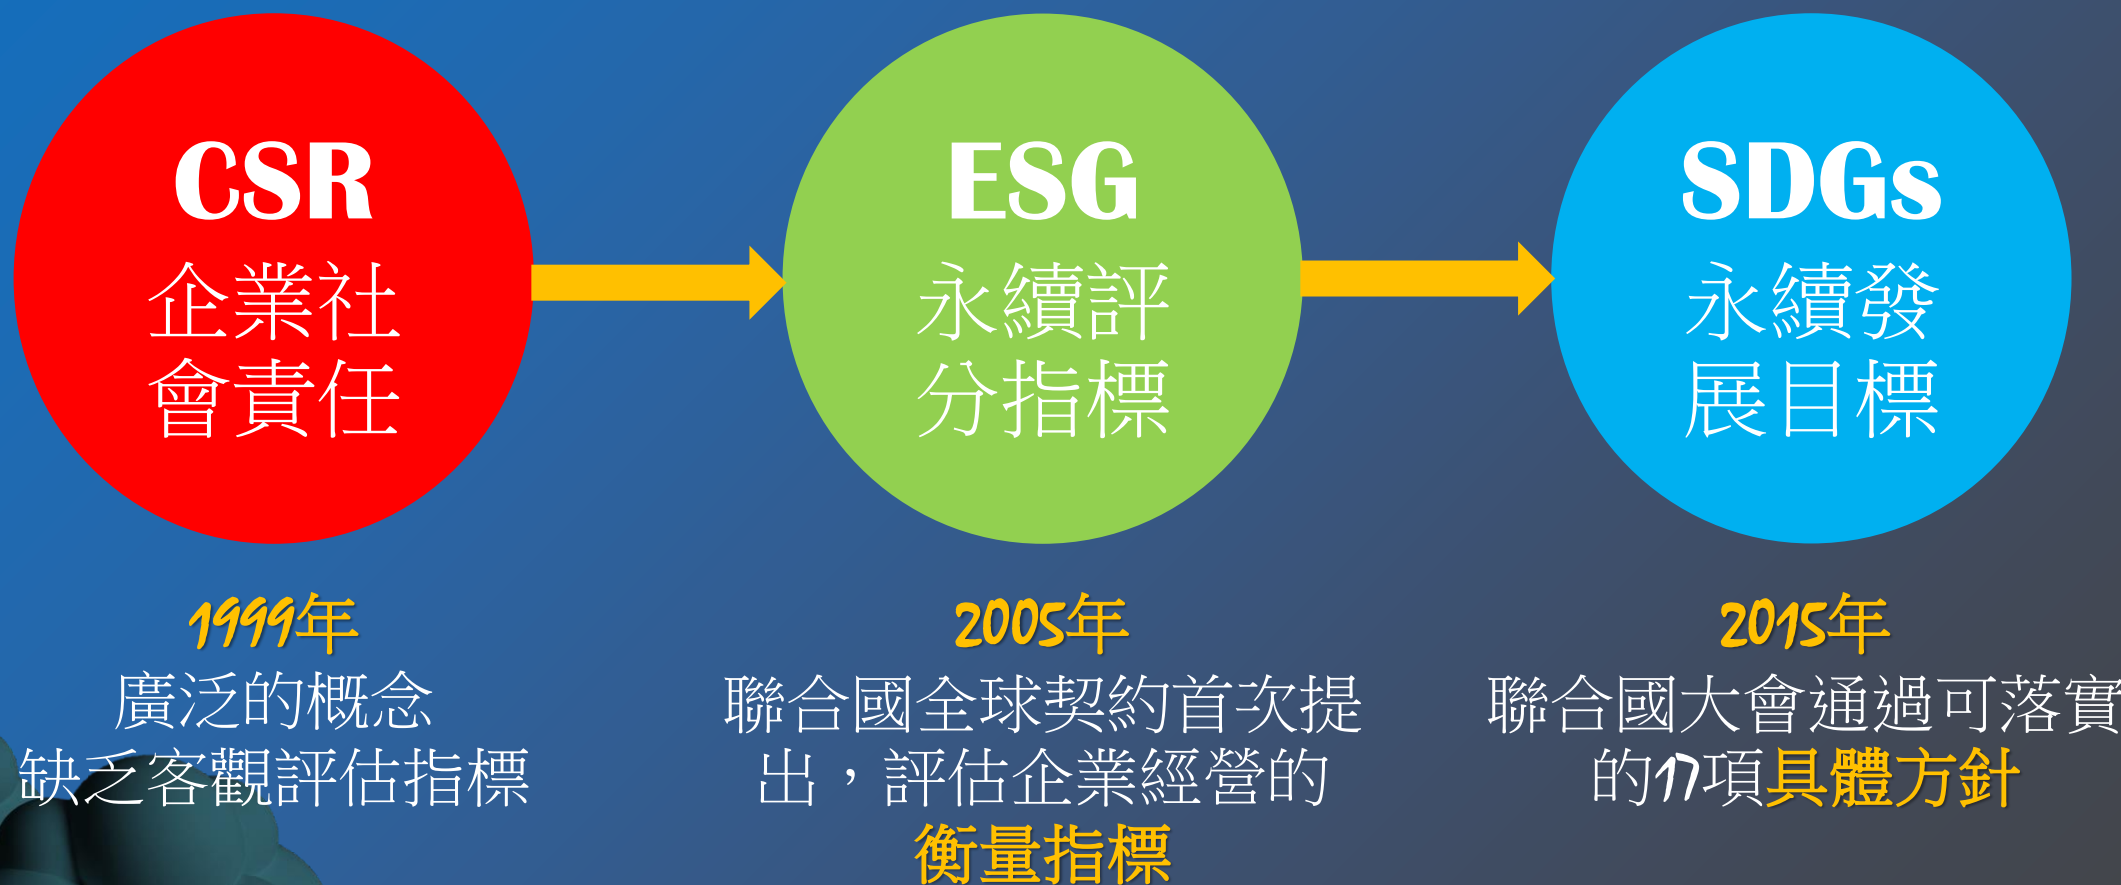 CSR
企業社
會責任
ESG
永續評
分指標
SDGs
永續發
展目標
1999年
廣泛的概念
缺乏客觀評估指標
2005年
聯合國全球契約首次提
出，評估企業經營的
衡量指標
2015年
聯合國大會通過可落實
的17項具體方針